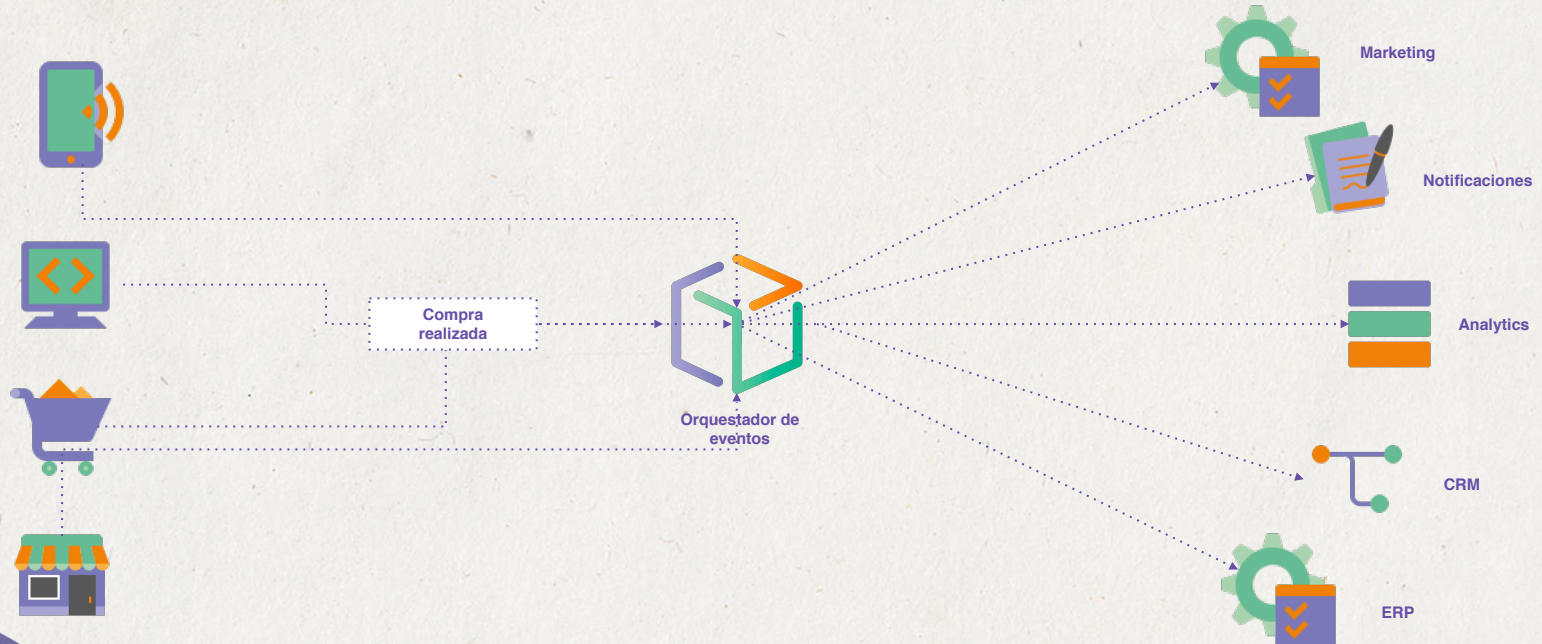 Marketing
Notificaciones
Compra
realizada
Analytics
Orquestador de
eventos
CRM
ERP